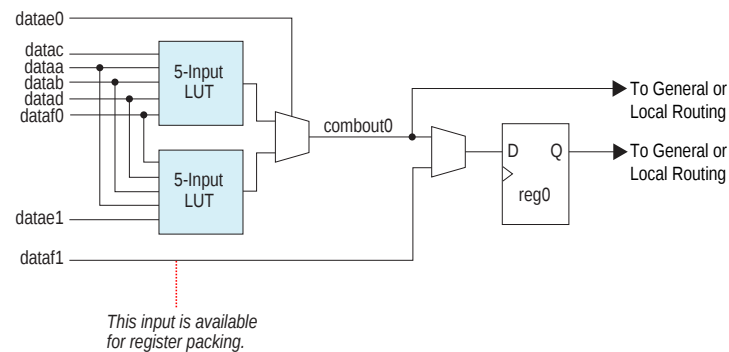 datae0
datac
dataa
datab
datad
dataf0
5-Input
LUT
combout0
To General or
Local Routing
D Q
reg0
To General or
Local Routing
5-Input
LUT
datae1
dataf1
This input is available
for register packing.